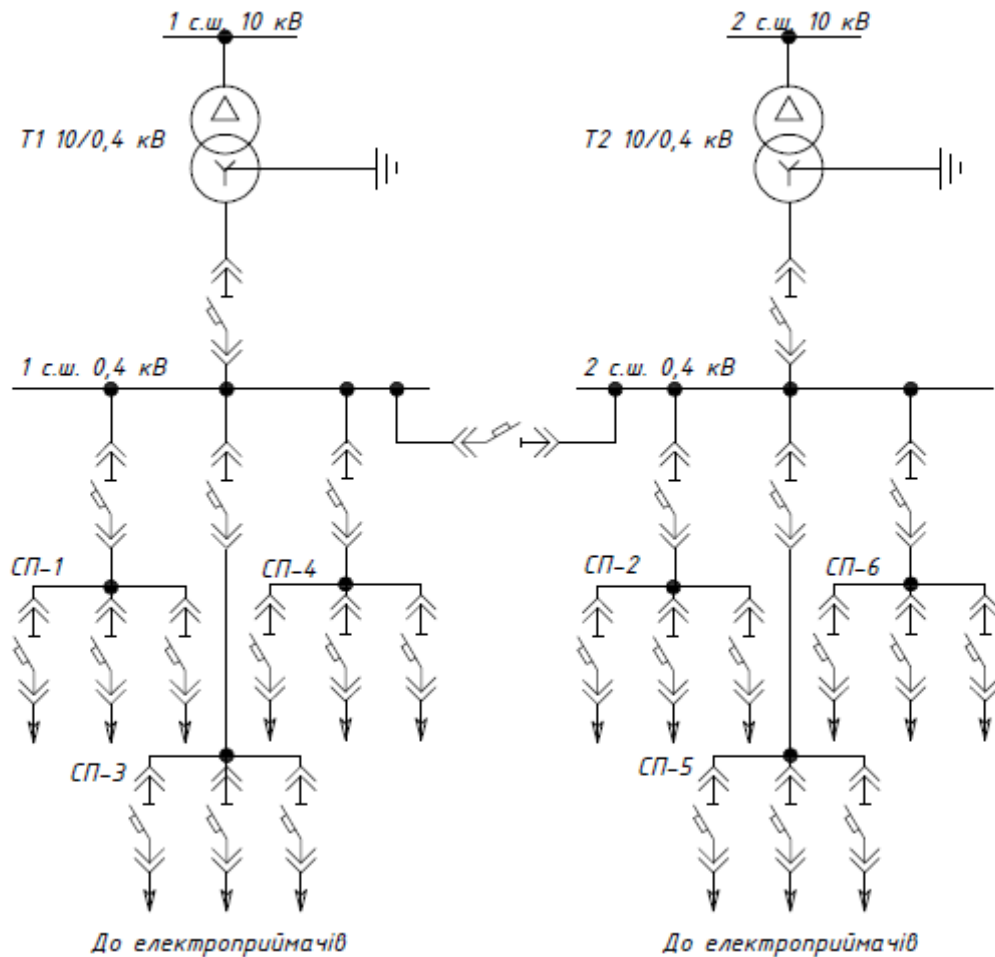 1 с.ш. 10 кВ
2 с.ш. 10 кВ
Т1 10/0,4 кВ
Т2 10/0,4 кВ
1 с.ш. 0,4 кВ
2 с.ш. 0,4 кВ
СП-1
СП-4
СП-2
СП-6
СП-3
СП-5
До електроприймачів
До електроприймачів